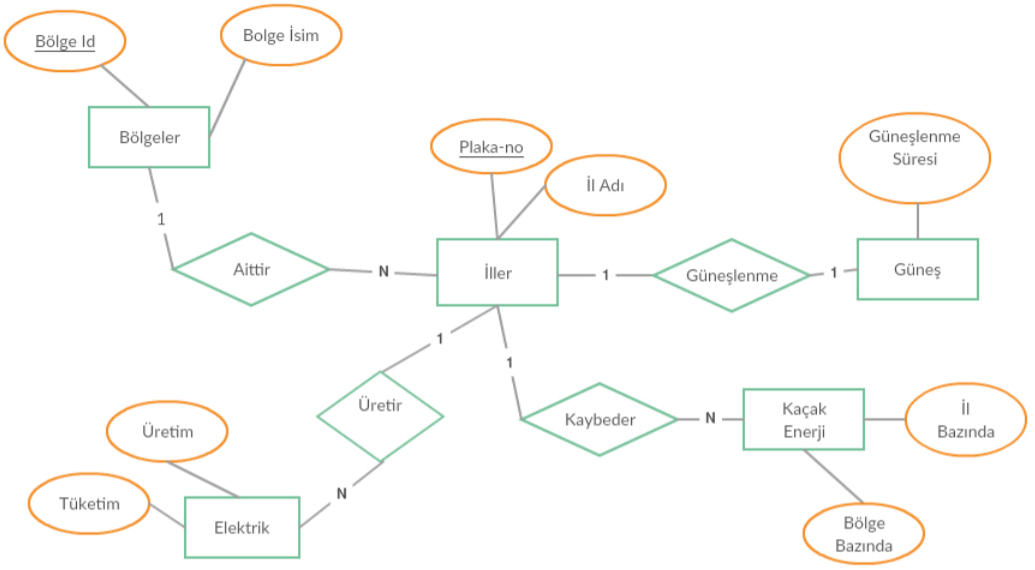 Bölge Id
Bolge İsim
Bölgeler
1
Aittir
N
Plaka-no
İl Adı
İller
1
Güneşlenme
1
Güneş
Güneşlenme
Süresi
1
Üretir
N
Üretim
Tüketim
Elektrik
1
Kaybeder
N
Kaçak
Enerji
İl
Bazında
Bölge
Bazında